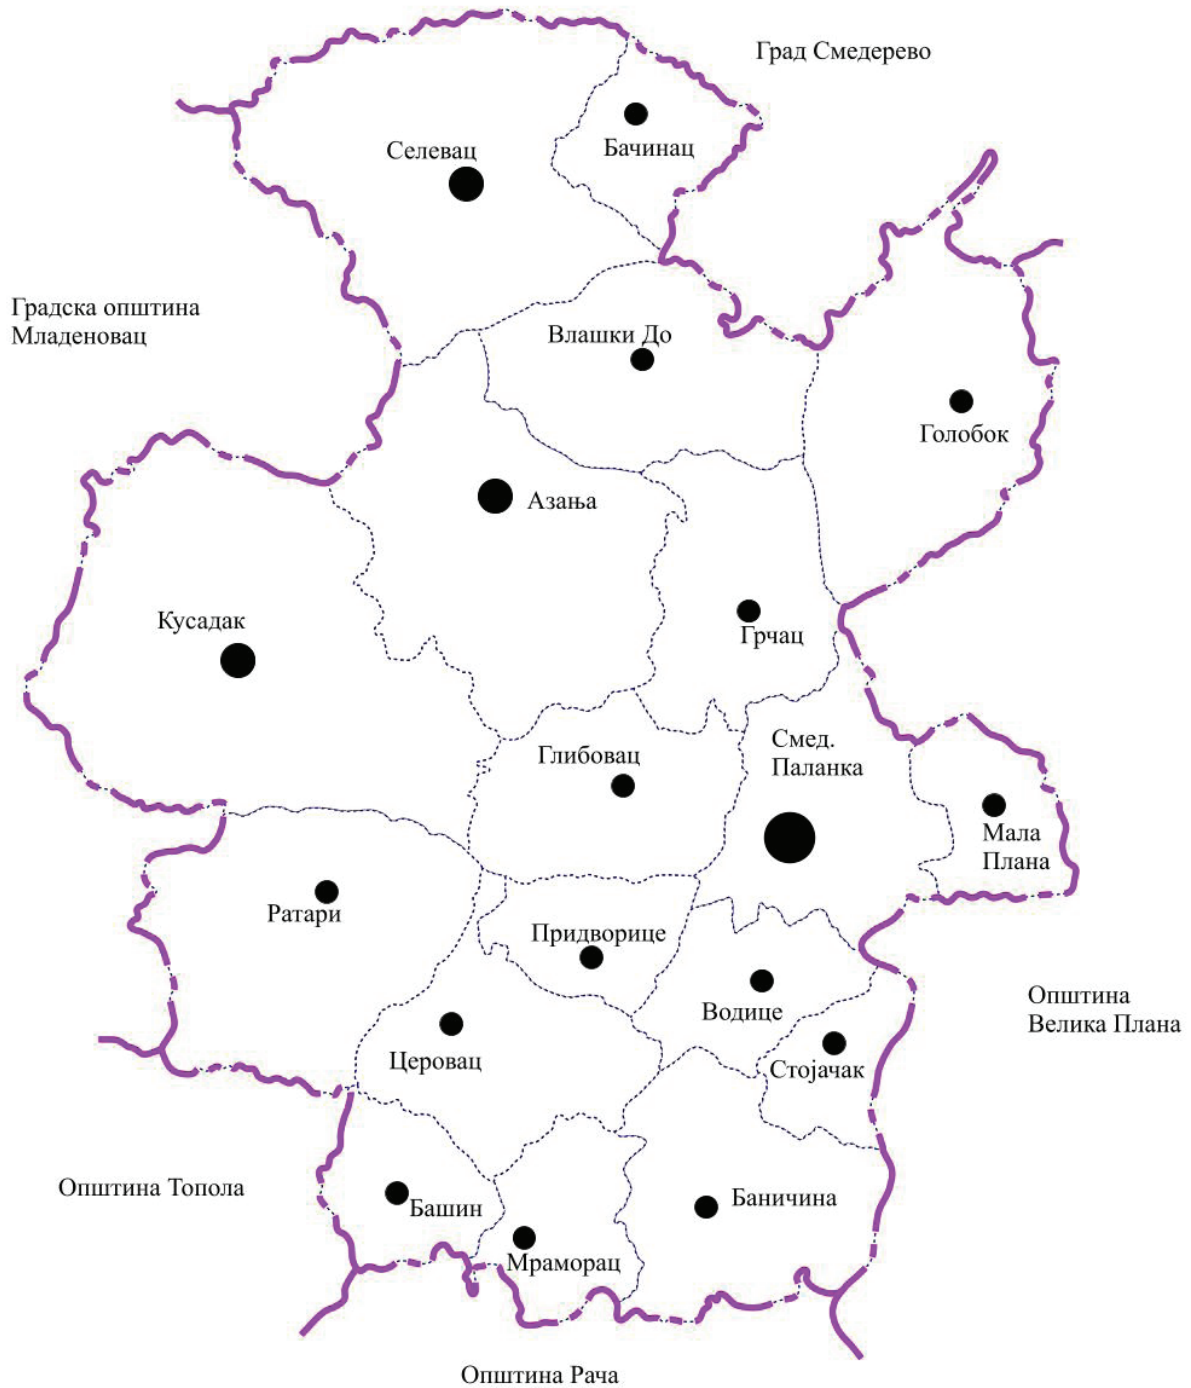 Град Смедерево
Бачинац
Селевац
Градска општина
Младеновац
Влашки До
Голобок
Азања
Кусадак
Грчац
Смед.
Паланка
Глибовац
Мала
Плана
Ратари
Придворице
Водице
Општина
Велика Плана
Церовац
Стојачак
Општина Топола
Башин
Баничина
Мраморац
Општина Рача